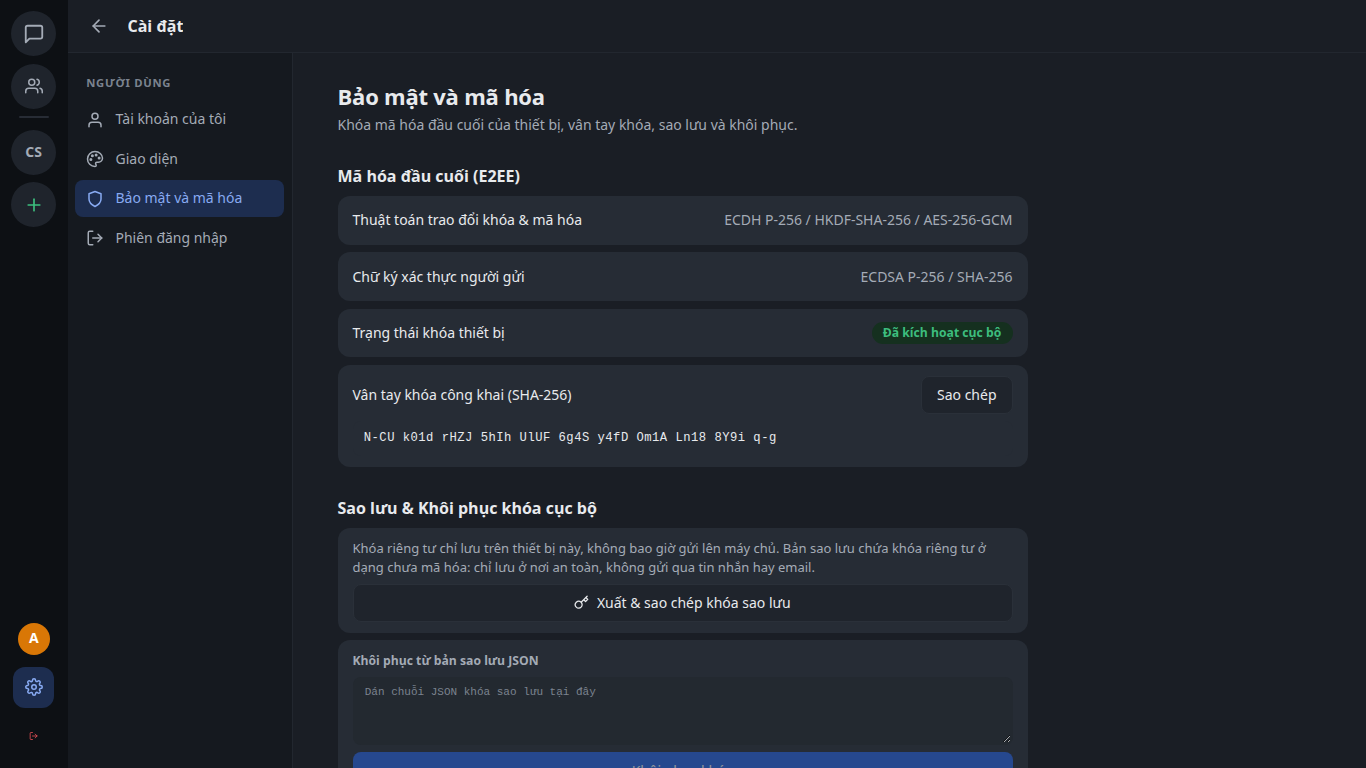 Cài đặt
NGƯỜI DÙNG
Tài khoản của tôi
Giao diện
CS
Bảo mật và mã hóa
Phiên đăng nhập
A
Bảo mật và mã hóa
Khóa mã hóa đầu cuối của thiết bị, vân tay khóa, sao lưu và khôi phục.
Mã hóa đầu cuối (E2EE)
Thuật toán trao đổi khóa & mã hóa
ECDH P-256 / HKDF-SHA-256 / AES-256-GCM
Chữ ký xác thực người gửi
ECDSA P-256 / SHA-256
Trạng thái khóa thiết bị
Đã kích hoạt cục bộ
Vân tay khóa công khai (SHA-256)
Sao chép
N-CU k01d rHZJ 5hIh UlUF 6g4S y4fD Om1A Ln18 8Y9i q-g
Sao lưu & Khôi phục khóa cục bộ
Khóa riêng tư chỉ lưu trên thiết bị này, không bao giờ gửi lên máy chủ. Bản sao lưu chứa khóa riêng tư ở
dạng chưa mã hóa: chỉ lưu ở nơi an toàn, không gửi qua tin nhắn hay email.
Xuất & sao chép khóa sao lưu
Khôi phục từ bản sao lưu JSON
Dán chuỗi JSON khóa sao lưu tại đây